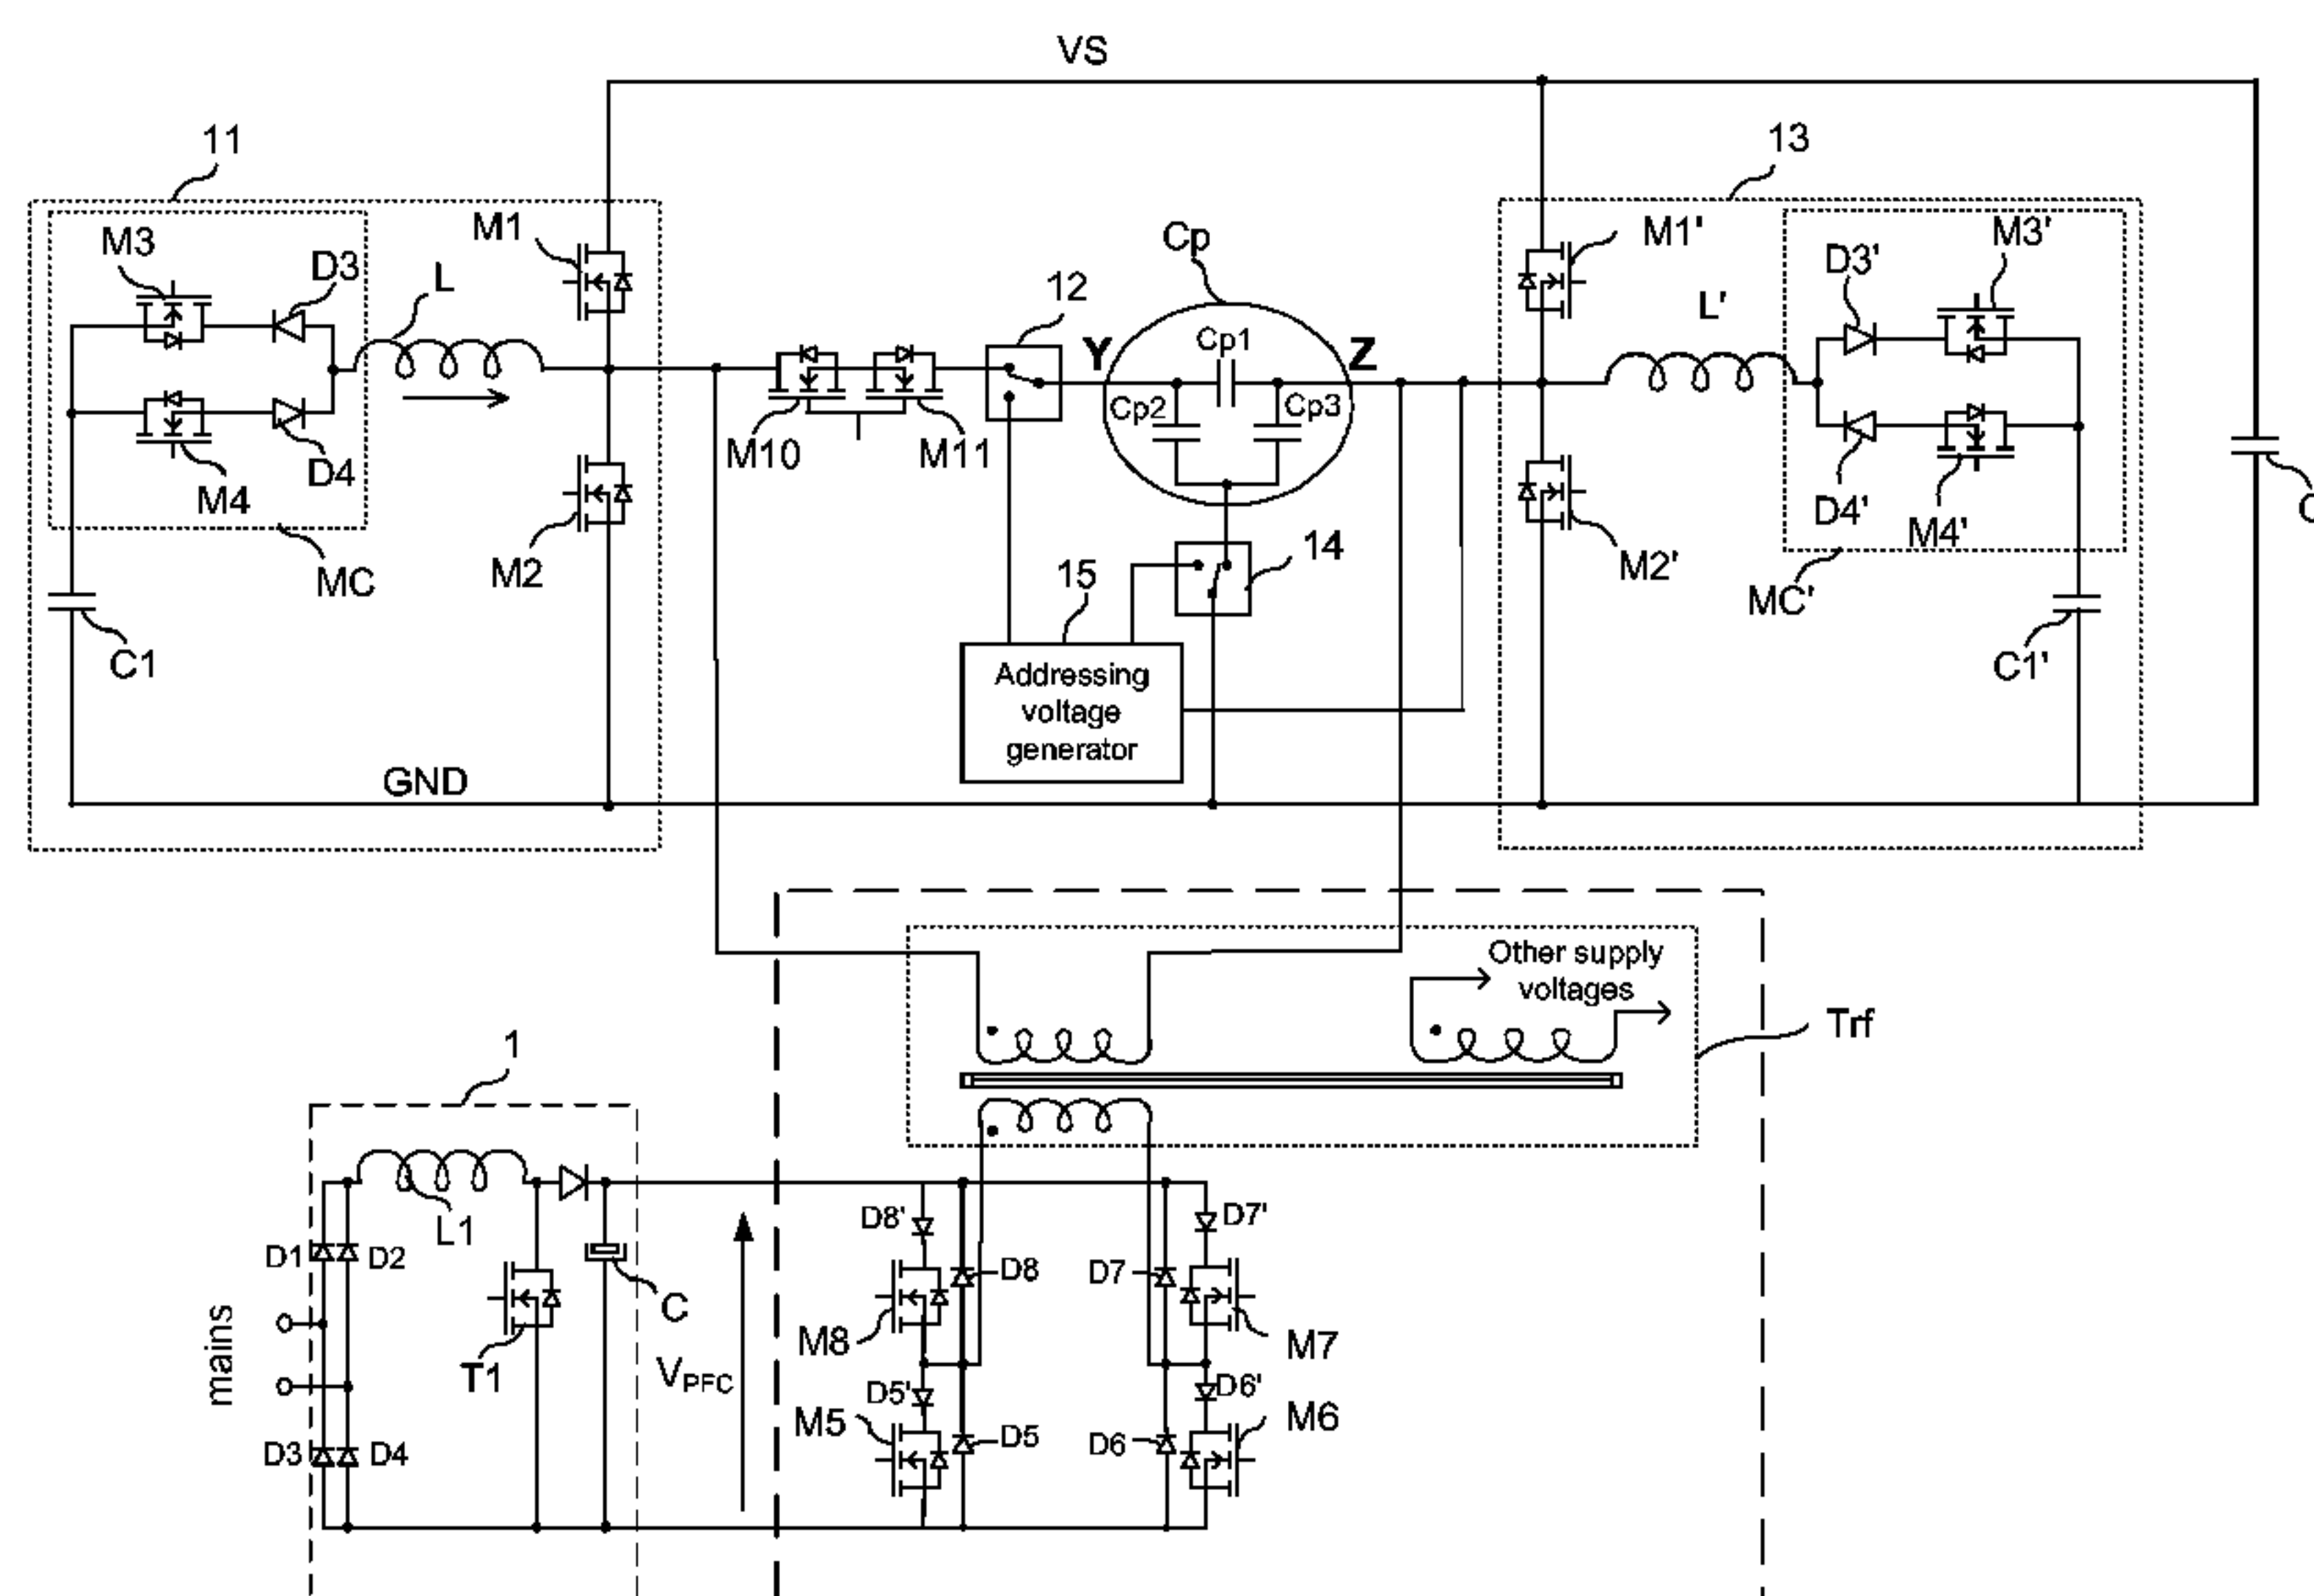 VS
11
13
M3
D3
L
M1
Cp
12
Y
Cp1
Z
M1'
L'
D3'
M3'
Cp2
Cp3
M4
D4
M10
M11
MC
M2
15
14
M2'
D4'
M4'
MC'
C1
C1'
Addressing
voltage
generator
GND
Other supply
voltages
Trf
1
L1
D1
D2
D8'
D7'
D8
D7
C
mains
T1
VPFC
M8
M7
D5'
D6'
M5
M6
D3
D4
D5
D6